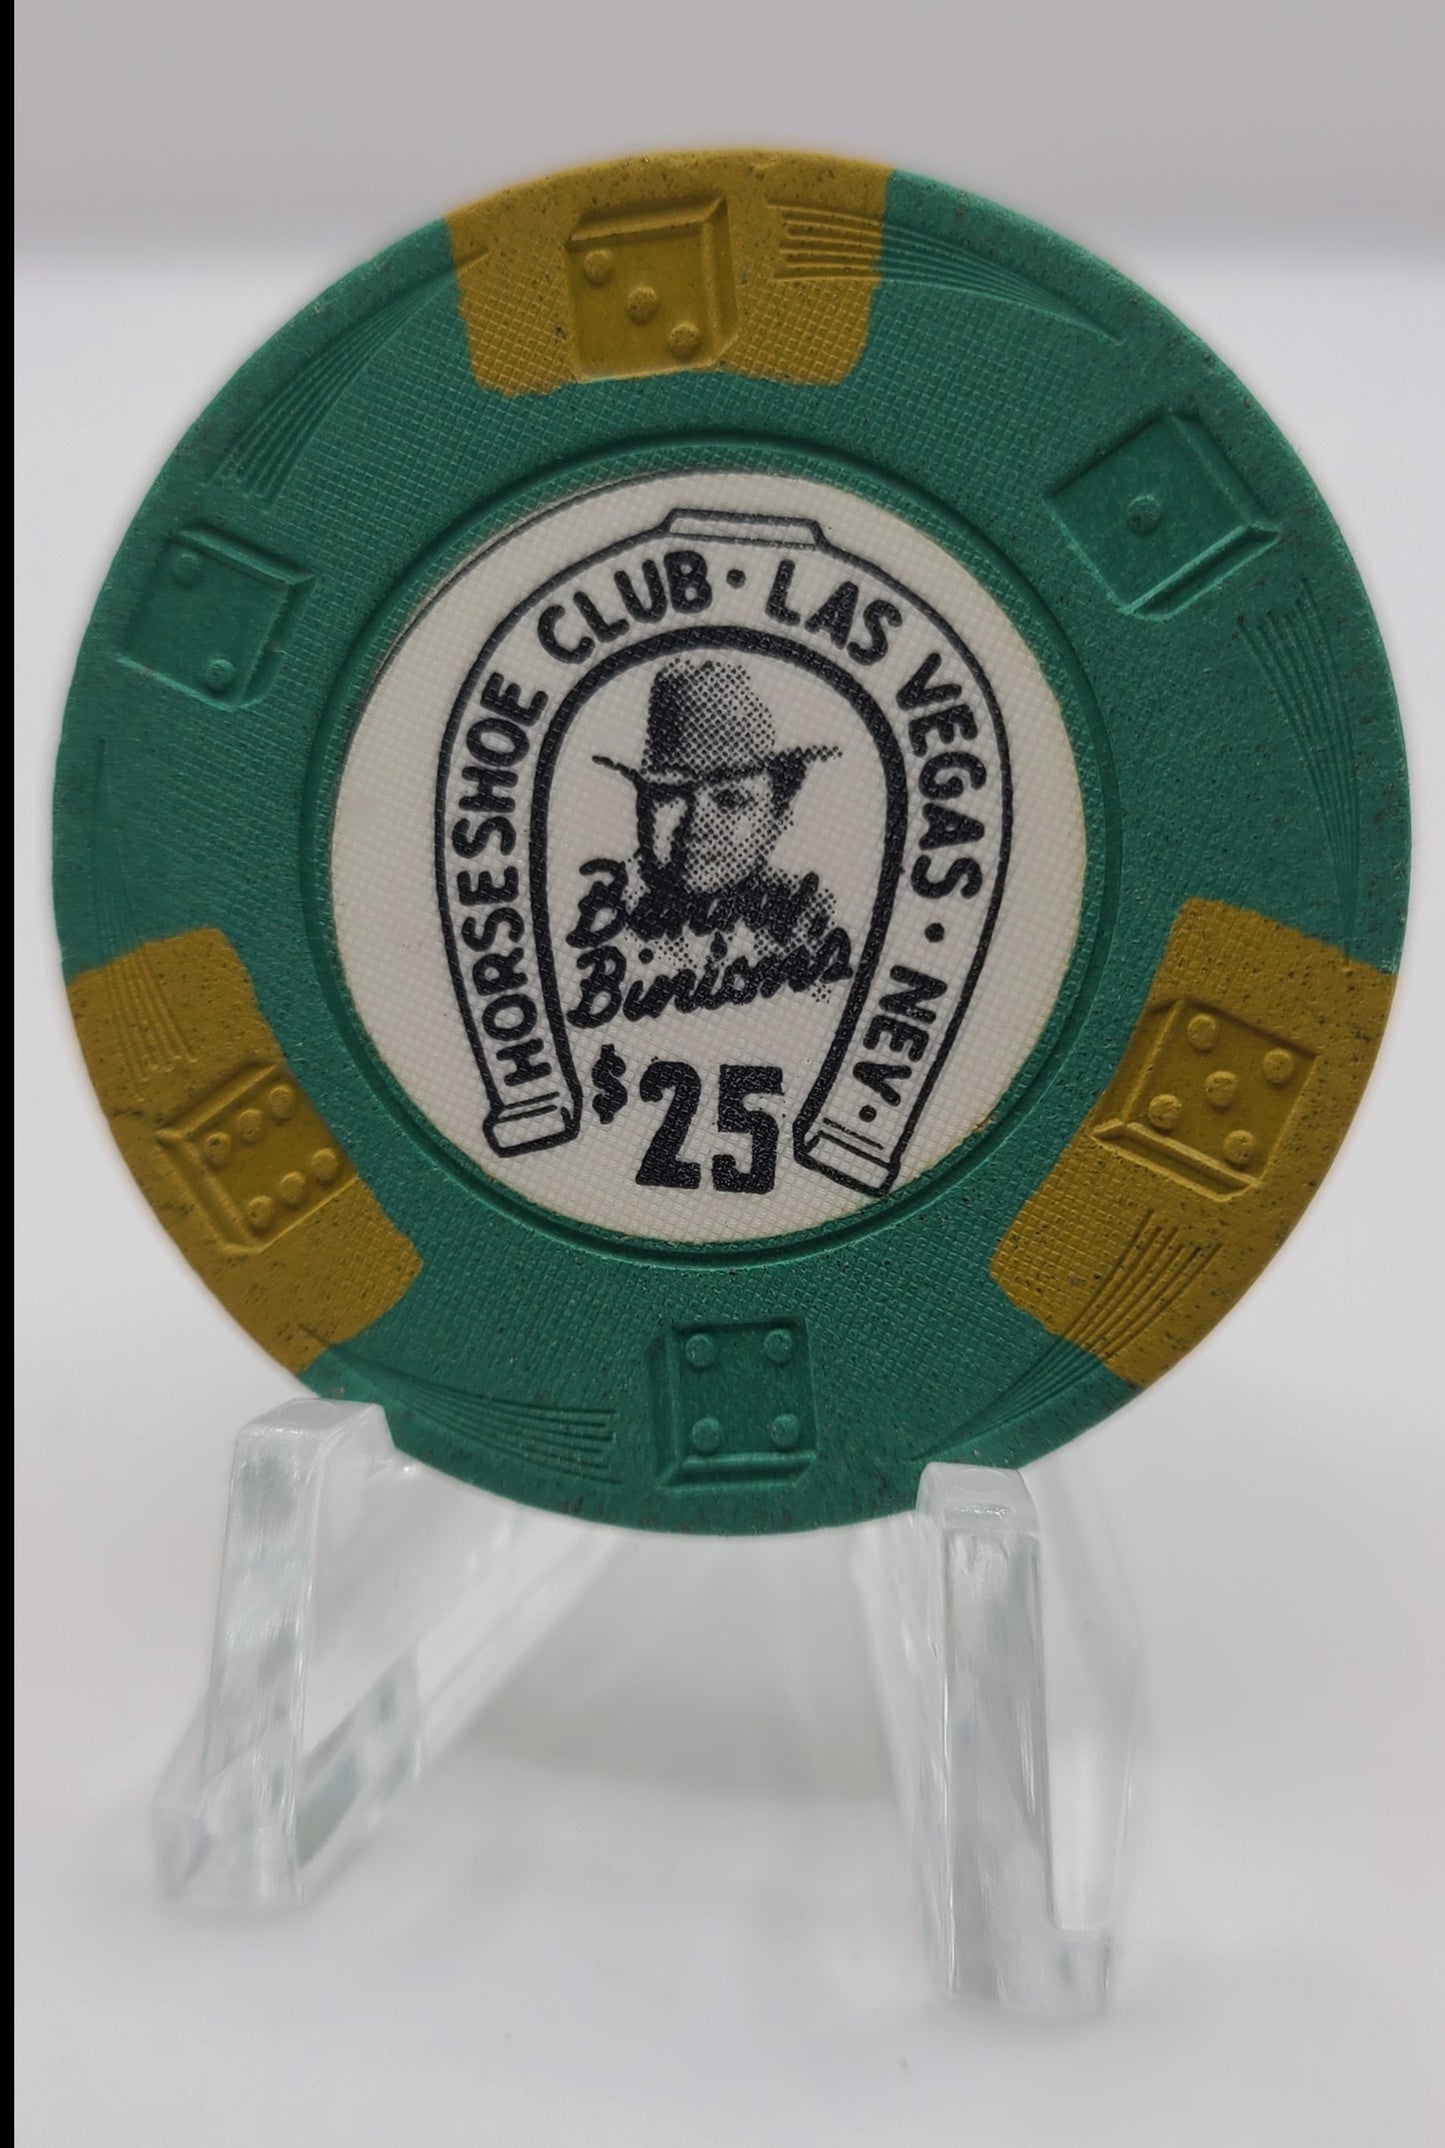 HORSESHOE CLUB · LAS VEGAS · NEV ·
Benny
Binion's
$25